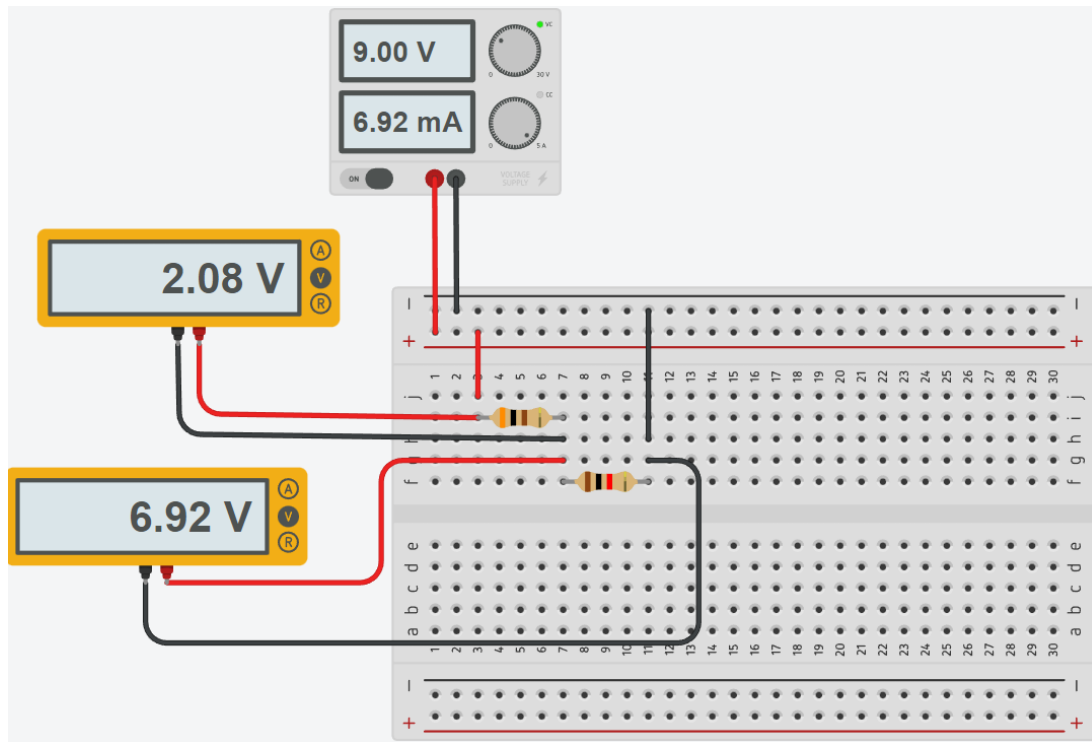 9.00 V
VC
0 30 V
6.92 mA
CC
0 5 A
ON
VOLTAGE
SUPPLY
2.08 V
A
V
R
6.92 V
A
V
R
− −
+ +
1 2 3 4 5 6 7 8 9 10 11 12 13 14 15 16 17 18 19 20 21 22 23 24 25 26 27 28 29 30
j j
i i
h h
g g
f f
e e
d d
c c
b b
a a
1 2 3 4 5 6 7 8 9 10 11 12 13 14 15 16 17 18 19 20 21 22 23 24 25 26 27 28 29 30
− −
+ +